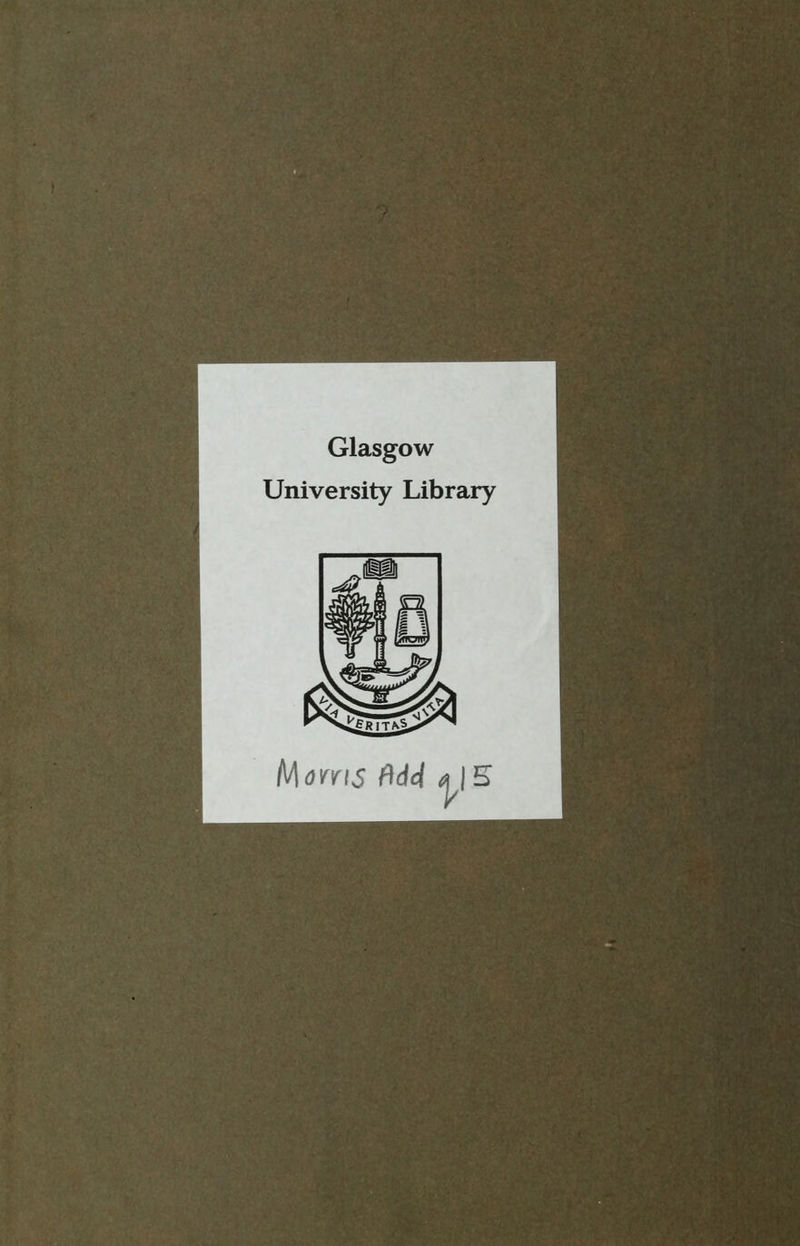 Glasgow
University Library
VIA VERITAS VITA
Morris Add q15